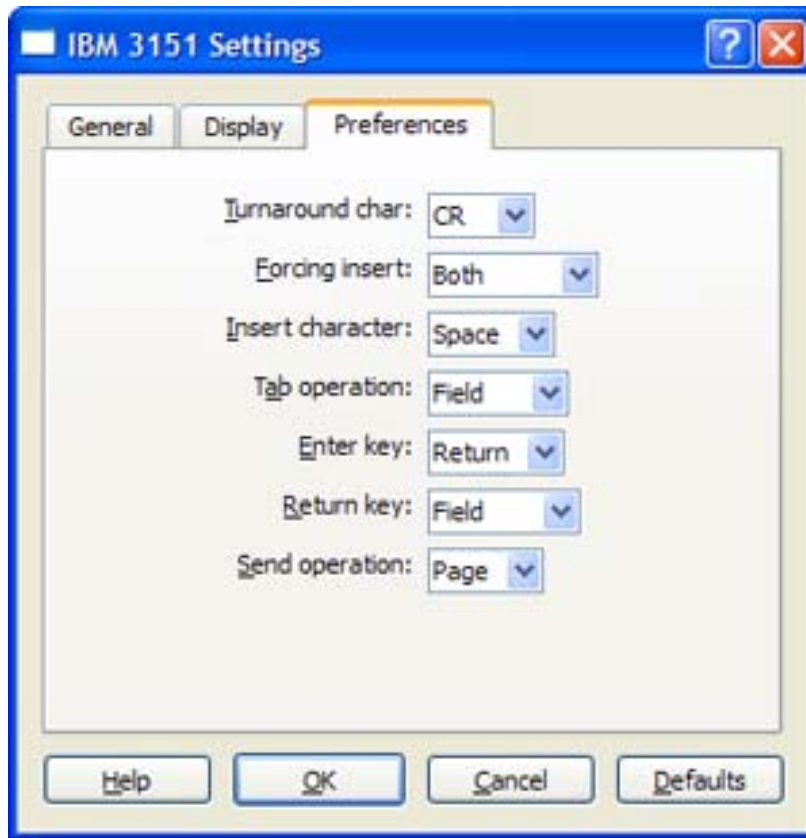 IBM 3151 Settings
General Display Preferences
Turnaround char: CR
Forcing insert: Both
Insert character: Space
Tab operation: Field
Enter key: Return
Return key: Field
Send operation: Page
Help OK Cancel Defaults